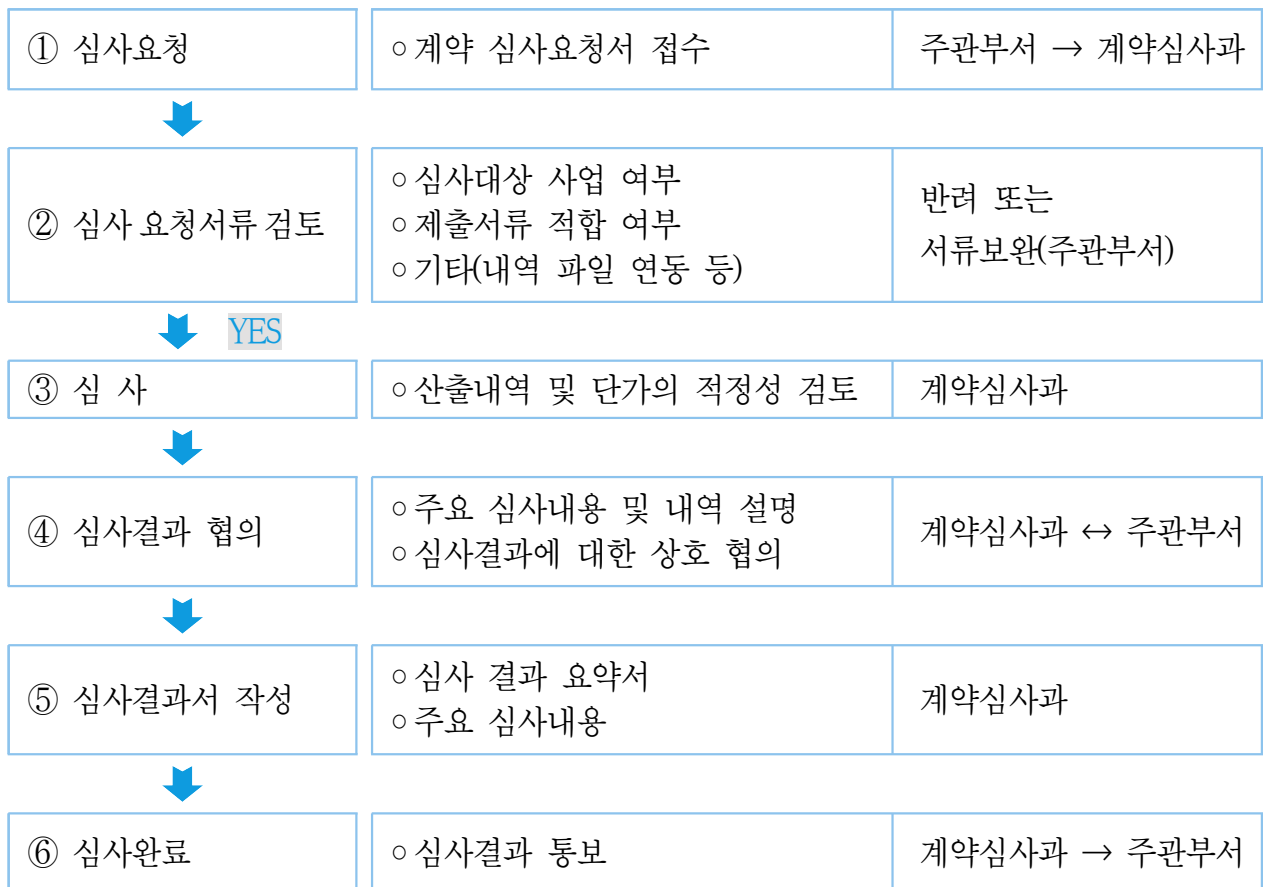 ① 심사요청
○계약 심사요청서 접수
주관부서 → 계약심사과
② 심사 요청서류 검토
○심사대상 사업 여부
○제출서류 적합 여부
○기타(내역 파일 연동 등)
반려 또는
서류보완(주관부서)
YES
③ 심 사
○산출내역 및 단가의 적정성 검토
계약심사과
④ 심사결과 협의
○주요 심사내용 및 내역 설명
○심사결과에 대한 상호 협의
계약심사과 ↔ 주관부서
⑤ 심사결과서 작성
○심사 결과 요약서
○주요 심사내용
계약심사과
⑥ 심사완료
○심사결과 통보
계약심사과 → 주관부서